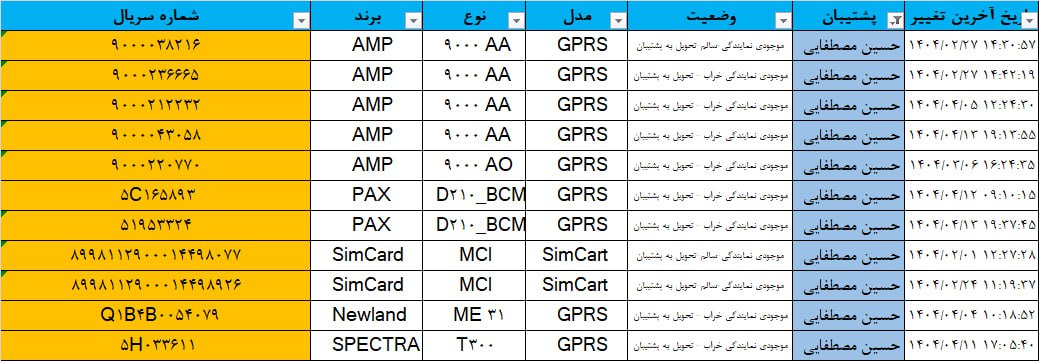 شماره سریال برند نوع مدل وضعیت پشتیبان تاریخ آخرین تغییر
۹۰۰۰۰۳۸۲۱۶ AMP ۹۰۰۰ AA GPRS موجودی نمایندگی سالم- تحویل به پشتیبان حسین مصطفایی ۱۴۰۴/۰۲/۲۷ ۱۴:۳۰:۵۷
۹۰۰۰۲۳۶۶۶۵ AMP ۹۰۰۰ AA GPRS موجودی نمایندگی خراب - تحویل به پشتیبان حسین مصطفایی ۱۴۰۴/۰۲/۲۷ ۱۴:۴۲:۱۹
۹۰۰۰۲۱۲۲۳۲ AMP ۹۰۰۰ AA GPRS موجودی نمایندگی خراب - تحویل به پشتیبان حسین مصطفایی ۱۴۰۴/۰۴/۰۵ ۱۲:۲۴:۳۰
۹۰۰۰۰۴۳۰۵۸ AMP ۹۰۰۰ AA GPRS موجودی نمایندگی خراب - تحویل به پشتیبان حسین مصطفایی ۱۴۰۴/۰۴/۱۳ ۱۹:۱۳:۵۵
۹۰۰۰۲۲۰۷۷۰ AMP ۹۰۰۰ AO GPRS موجودی نمایندگی خراب - تحویل به پشتیبان حسین مصطفایی ۱۴۰۴/۰۳/۰۶ ۱۶:۲۴:۳۵
۵C۱۶۵۸۹۳ PAX D۲۱۰_BCM GPRS موجودی نمایندگی خراب - تحویل به پشتیبان حسین مصطفایی ۱۴۰۴/۰۴/۱۲ ۰۹:۱۰:۱۵
۵۱۹۵۳۳۲۴ PAX D۲۱۰_BCM GPRS موجودی نمایندگی خراب - تحویل به پشتیبان حسین مصطفایی ۱۴۰۴/۰۴/۱۳ ۱۹:۳۷:۴۵
۸۹۹۸۱۱۲۹۰۰۰۱۴۴۹۸۰۷۷ SimCard MCI SimCart موجودی نمایندگی سالم- تحویل به پشتیبان حسین مصطفایی ۱۴۰۴/۰۲/۰۱ ۱۲:۲۷:۲۸
۸۹۹۸۱۱۲۹۰۰۰۱۴۴۹۸۹۲۶ SimCard MCI SimCart موجودی نمایندگی سالم- تحویل به پشتیبان حسین مصطفایی ۱۴۰۴/۰۲/۲۴ ۱۱:۱۹:۳۷
Q۱B۴B۰۰۵۴۰۷۹ Newland ME ۳۱ GPRS موجودی نمایندگی خراب - تحویل به پشتیبان حسین مصطفایی ۱۴۰۴/۰۴/۰۴ ۱۰:۱۸:۵۲
۵H۰۳۳۶۱۱ SPECTRA T۳۰۰ GPRS موجودی نمایندگی خراب - تحویل به پشتیبان حسین مصطفایی ۱۴۰۴/۰۴/۱۱ ۱۷:۰۵:۴۰